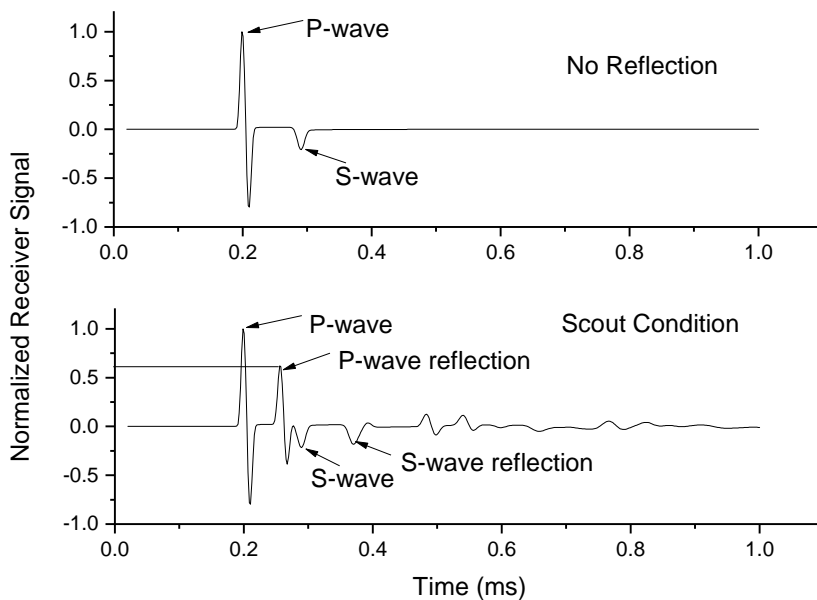 Normalized Receiver Signal
1.0
0.5
0.0
-0.5
-1.0
P-wave
No Reflection
S-wave
0.0 0.2 0.4 0.6 0.8 1.0
1.0
0.5
0.0
-0.5
-1.0
P-wave
Scout Condition
P-wave reflection
S-wave reflection
S-wave
0.0 0.2 0.4 0.6 0.8 1.0
Time (ms)